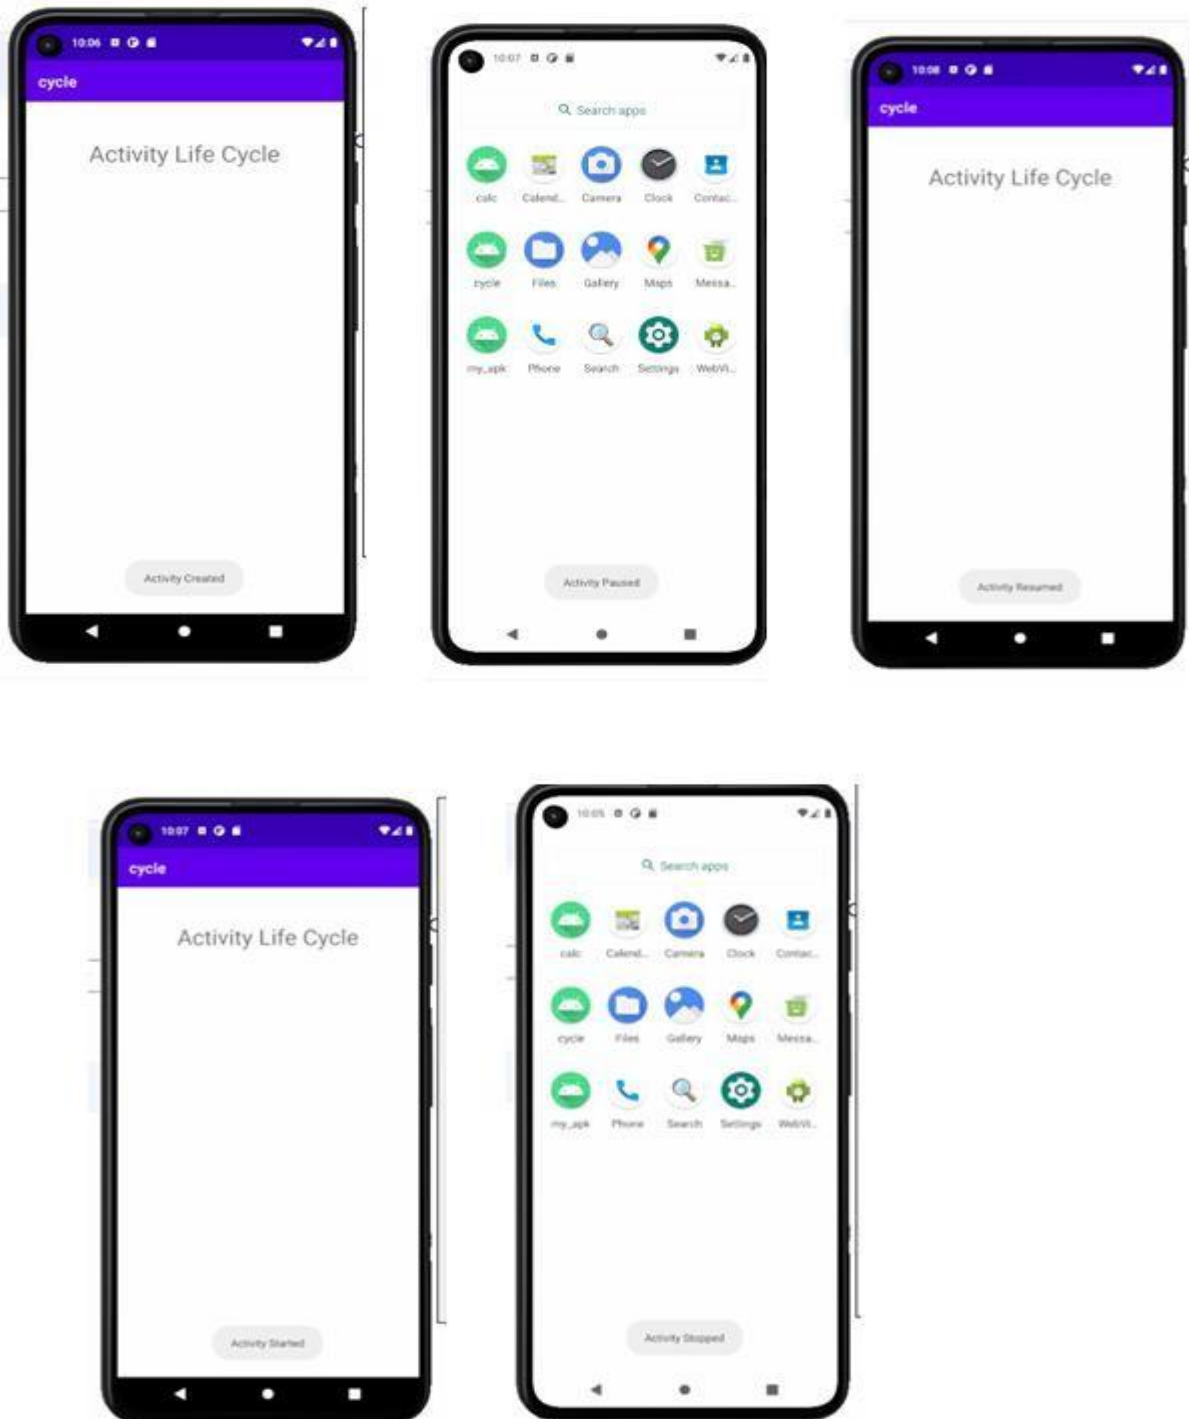 10:06
cycle
Activity Life Cycle
Activity Created
10:07
Search apps
calc Calend... Camera Clock Contac...
cycle Files Gallery Maps Messa...
my_apk Phone Search Settings WebVi...
Activity Paused
10:08
cycle
Activity Life Cycle
Activity Resumed
10:07
cycle
Activity Life Cycle
Activity Started
10:05
Search apps
calc Calend... Camera Clock Contac...
cycle Files Gallery Maps Messa...
my_apk Phone Search Settings WebVi...
Activity Stopped